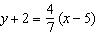 y + 2 = 4/7 (x − 5)